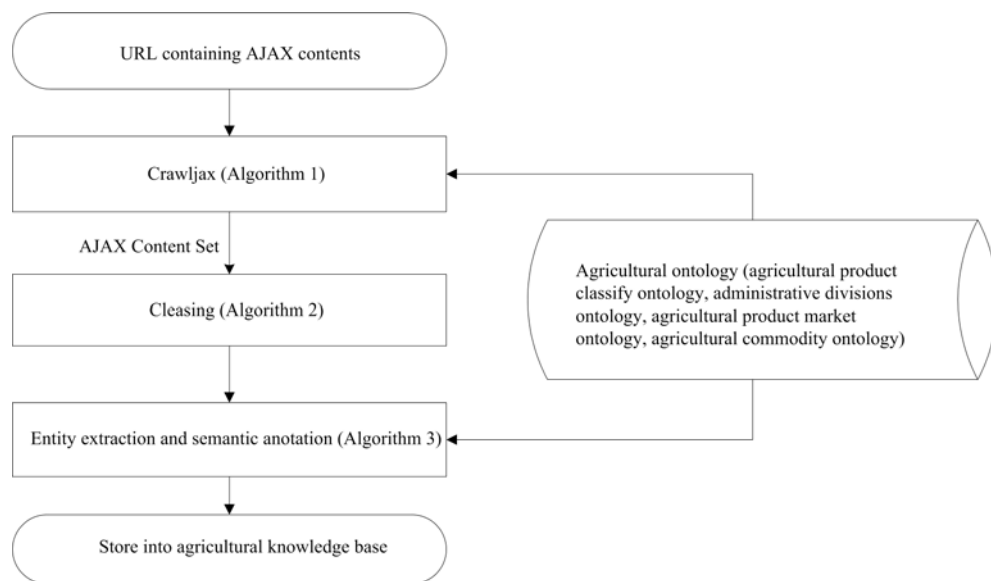 URL containing AJAX contents
Crawljax (Algorithm 1)
AJAX Content Set
Cleasing (Algorithm 2)
Entity extraction and semantic anotation (Algorithm 3)
Store into agricultural knowledge base
Agricultural ontology (agricultural product
classify ontology, administrative divisions
ontology, agricultural product market
ontology, agricultural commodity ontology)